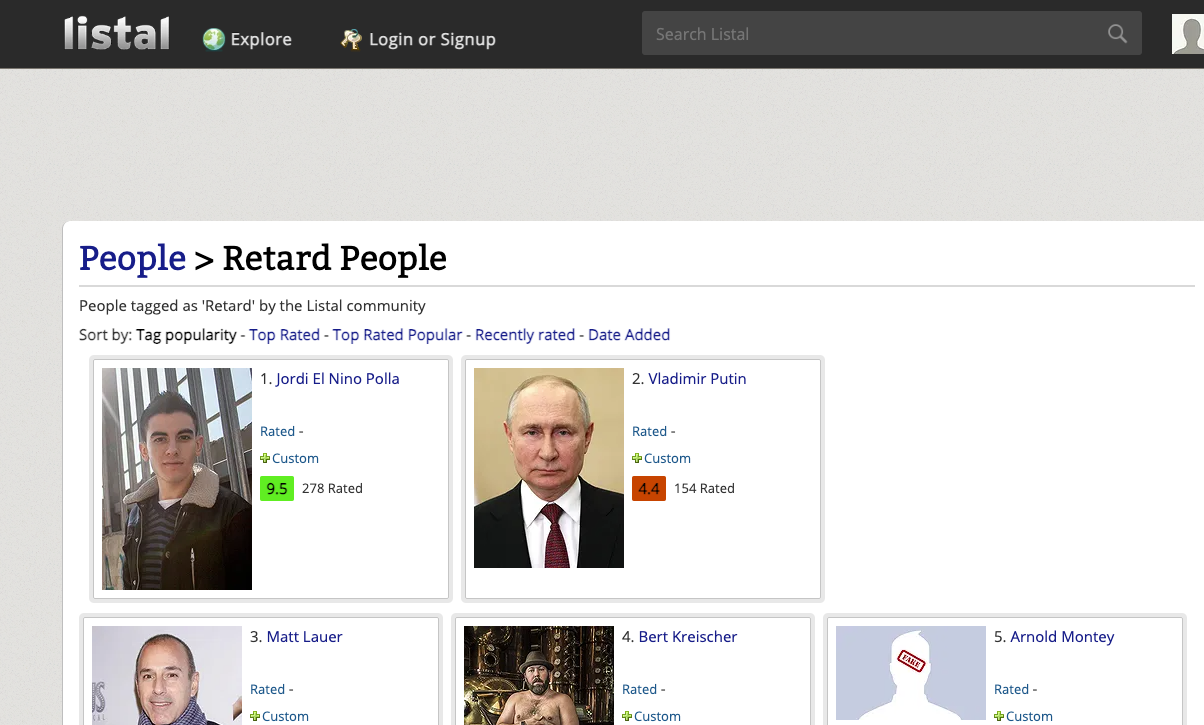 listal
Explore
Login or Signup
Search Listal
People > Retard People
People tagged as 'Retard' by the Listal community
Sort by: Tag popularity - Top Rated - Top Rated Popular - Recently rated - Date Added
1. Jordi El Nino Polla
Rated -
Custom
9.5 278 Rated
2. Vladimir Putin
Rated -
Custom
4.4 154 Rated
3. Matt Lauer
Rated -
Custom
4. Bert Kreischer
Rated -
Custom
FAKE
5. Arnold Montey
Rated -
Custom